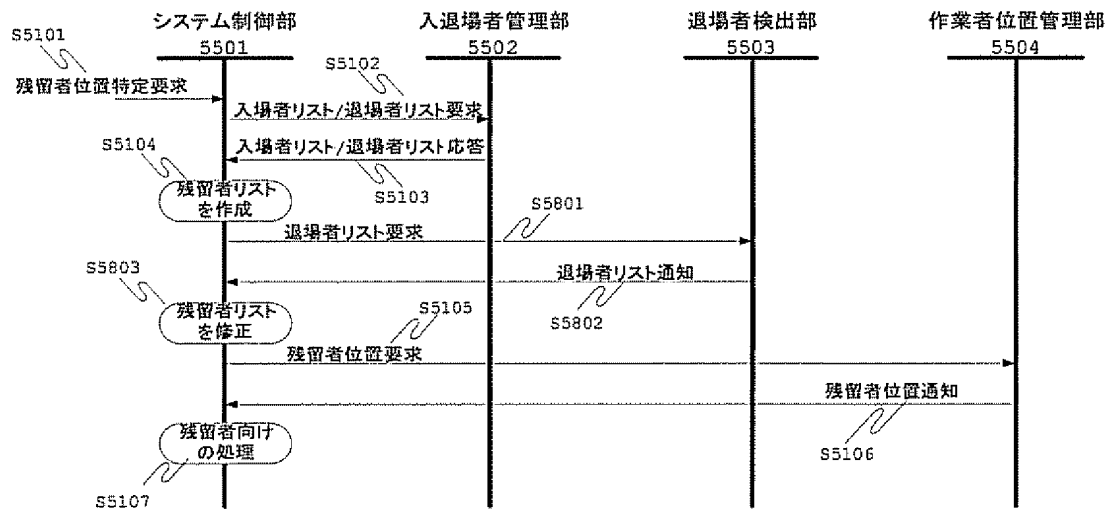 システム制御部
入退場者管理部
退場者検出部
作業者位置管理部
5501
5502
5503
5504
S5101
残留者位置特定要求
S5102
入場者リスト/退場者リスト要求
S5104
入場者リスト/退場者リスト応答
S5103
残留者リスト
を作成
S5801
退場者リスト要求
S5803
退場者リスト通知
S5802
残留者リスト
を修正
S5105
残留者位置要求
残留者位置通知
S5106
残留者向け
の処理
S5107